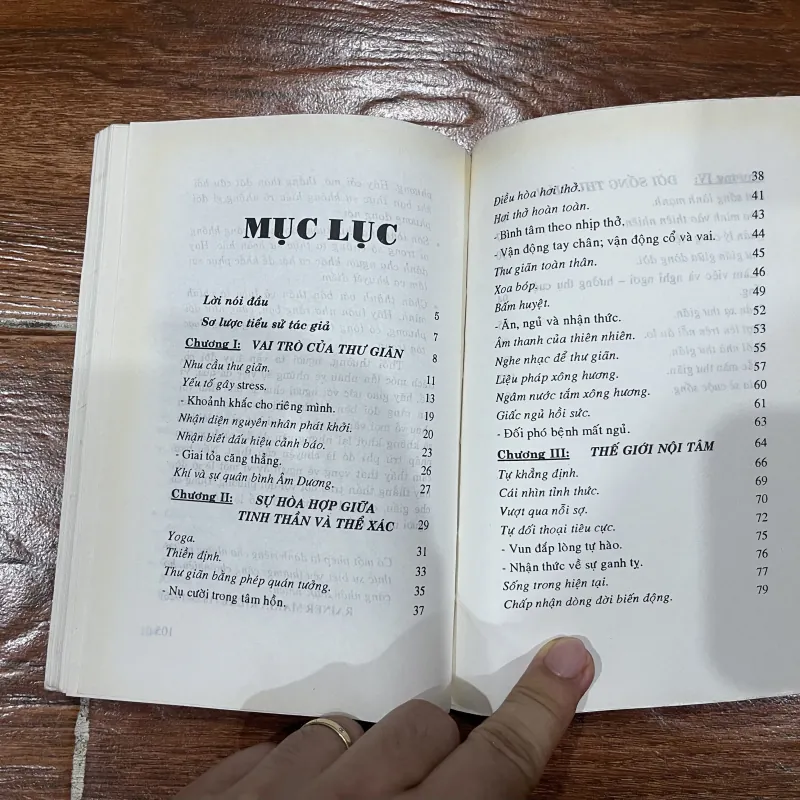 MỤC LỤC
Lời nói đầu 5
Sơ lược tiểu sử tác giả 7
Chương I: VAI TRÒ CỦA THƯ GIÃN 8
Nhu cầu thư giãn. 11
Yếu tố gây stress. 13
- Khoảnh khắc cho riêng mình. 19
Nhận diện nguyên nhân phát khởi. 20
Nhận biết dấu hiệu cảnh báo. 23
- Giai tỏa căng thẳng. 26
Khí và sự quân bình Âm Dương. 27
Chương II: SỰ HÒA HỢP GIỮA
TINH THẦN VÀ THỂ XÁC 29
Yoga. 31
Thiền định. 33
Thư giãn bằng phép quán tưởng. 35
- Nụ cười trong tâm hồn. 37
Điều hòa hơi thở. 38
Hơi thở hoàn toàn. 41
- Bình tâm theo nhịp thở. 43
- Vận động tay chân; vận động cổ và vai. 44
Thư giãn toàn thân. 45
Xoa bóp. 46
Bấm huyệt. 49
- Ăn, ngủ và nhận thức. 52
Âm thanh của thiên nhiên. 53
Nghe nhạc để thư giãn. 55
Liệu pháp xông hương. 57
Ngâm nước tắm xông hương. 60
Giấc ngủ hồi sức. 61
- Đối phó bệnh mất ngủ. 63
Chương III: THẾ GIỚI NỘI TÂM 64
Tự khẳng định. 66
Cái nhìn tỉnh thức. 69
Vượt qua nỗi sợ. 70
Tự đối thoại tiêu cực. 72
- Vun đắp lòng tự hào. 75
- Nhận thức về sự ganh tỵ. 76
Sống trong hiện tại. 77
Chấp nhận dòng đời biến động. 79